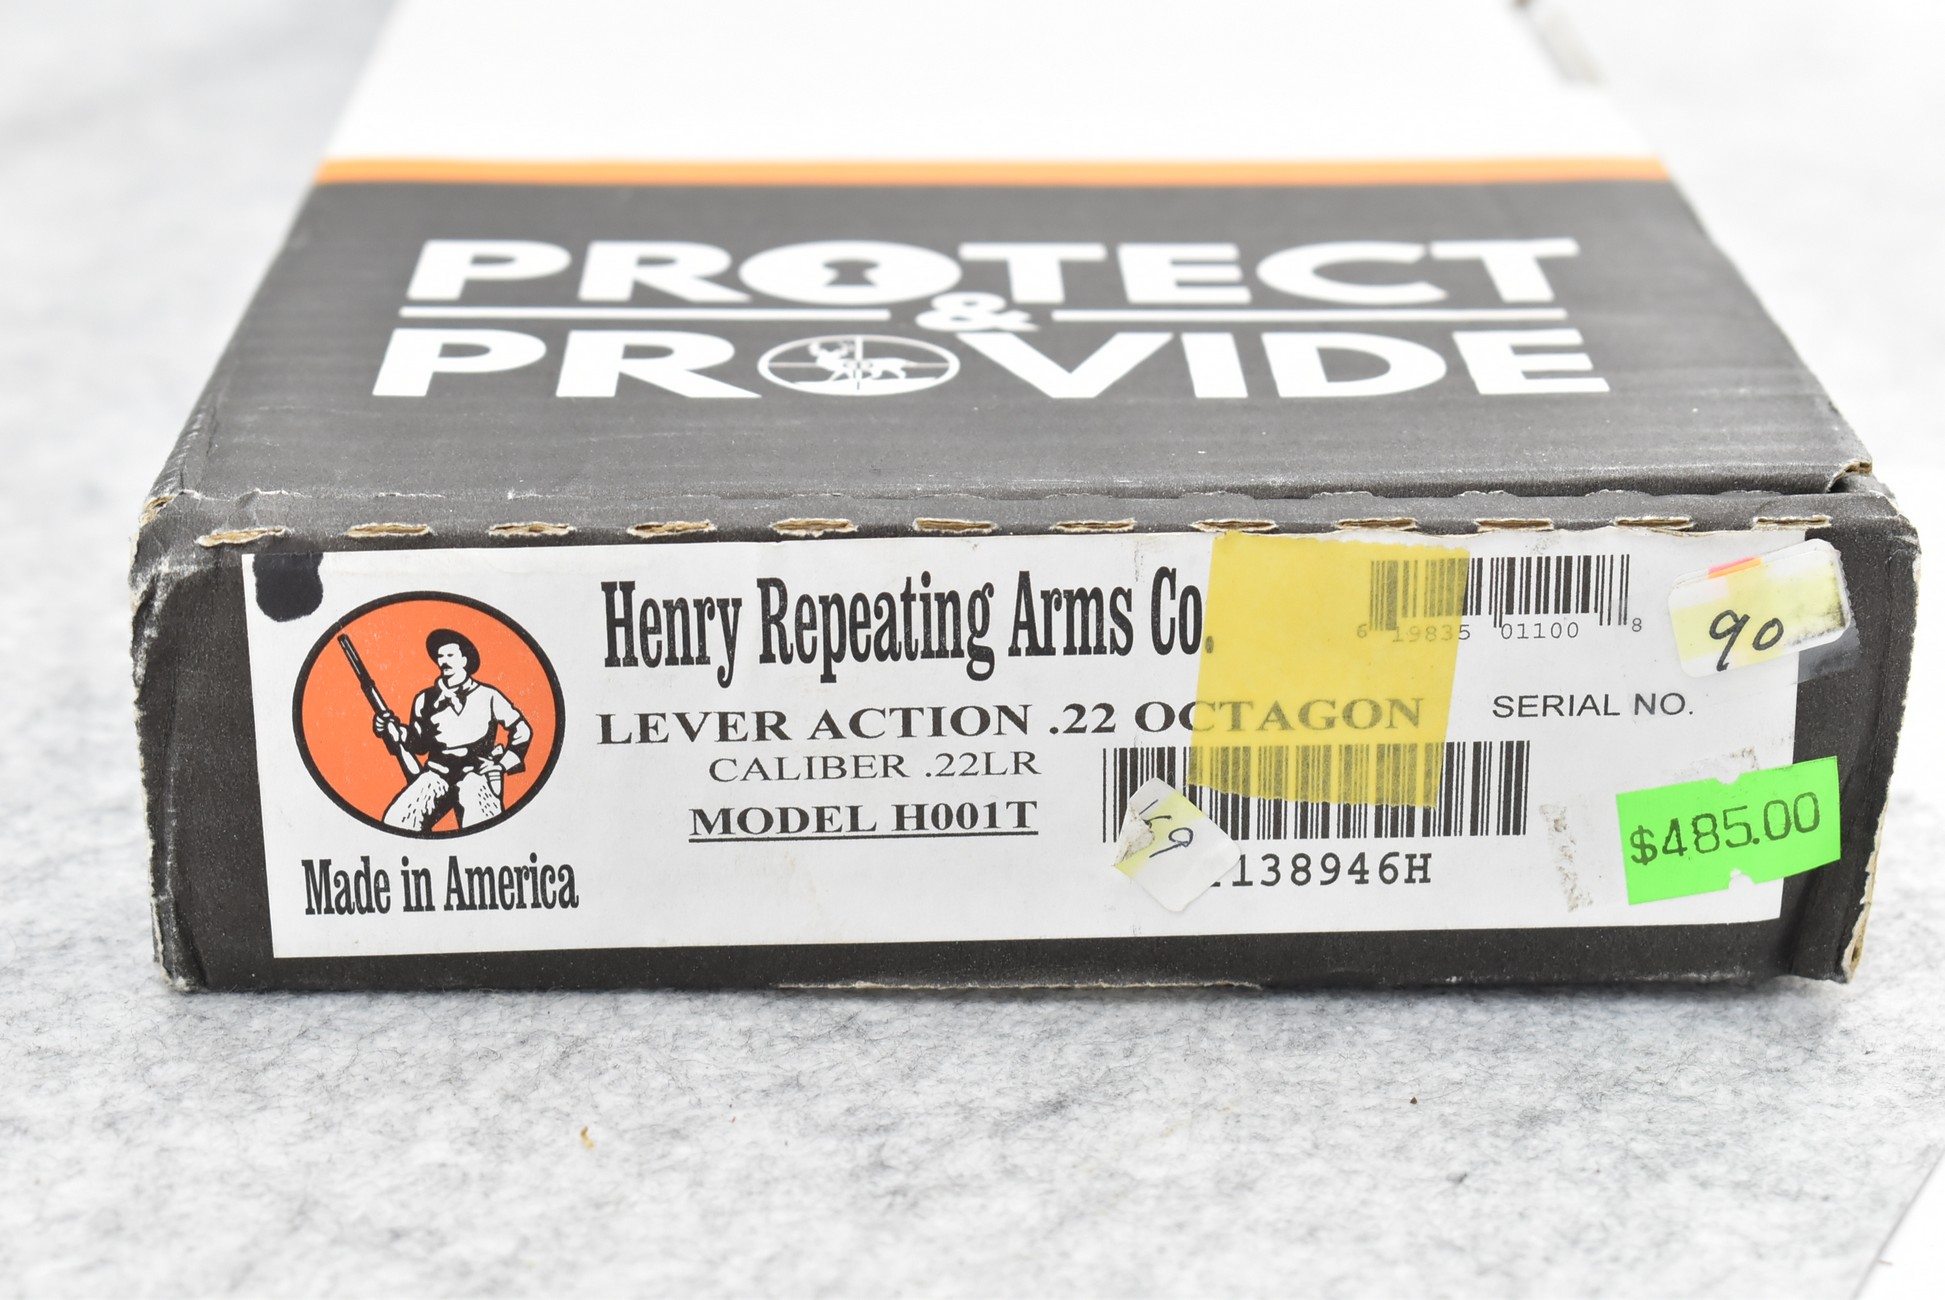 PROTECT
&
PROVIDE
Henry Repeating Arms Co.
6 19835 01100 8
90
LEVER ACTION .22 OCTAGON
SERIAL NO.
CALIBER .22LR
MODEL H001T
$485.00
138946H
Made in America